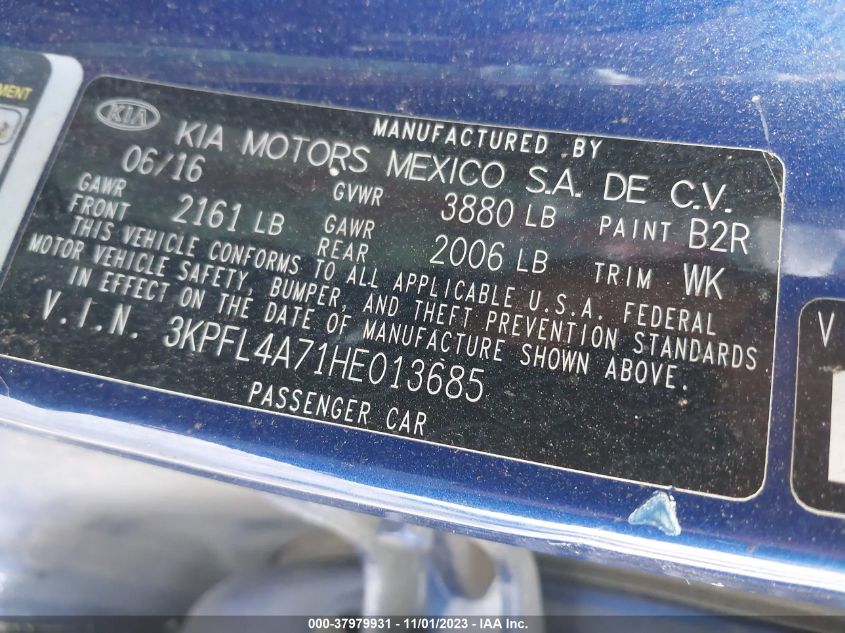 MENT
KIA
MANUFACTURED BY
KIA MOTORS MEXICO S.A. DE C.V.
06/16 GVWR 3880 LB PAINT B2R
GAWR FRONT 2161 LB GAWR REAR 2006 LB TRIM WK
THIS VEHICLE CONFORMS TO ALL APPLICABLE U.S.A. FEDERAL
MOTOR VEHICLE SAFETY, BUMPER, AND THEFT PREVENTION STANDARDS
IN EFFECT ON THE DATE OF MANUFACTURE SHOWN ABOVE.
V.I.N. 3KPFL4A71HE013685
PASSENGER CAR
V
000-37979931 - 11/01/2023 - IAA Inc.